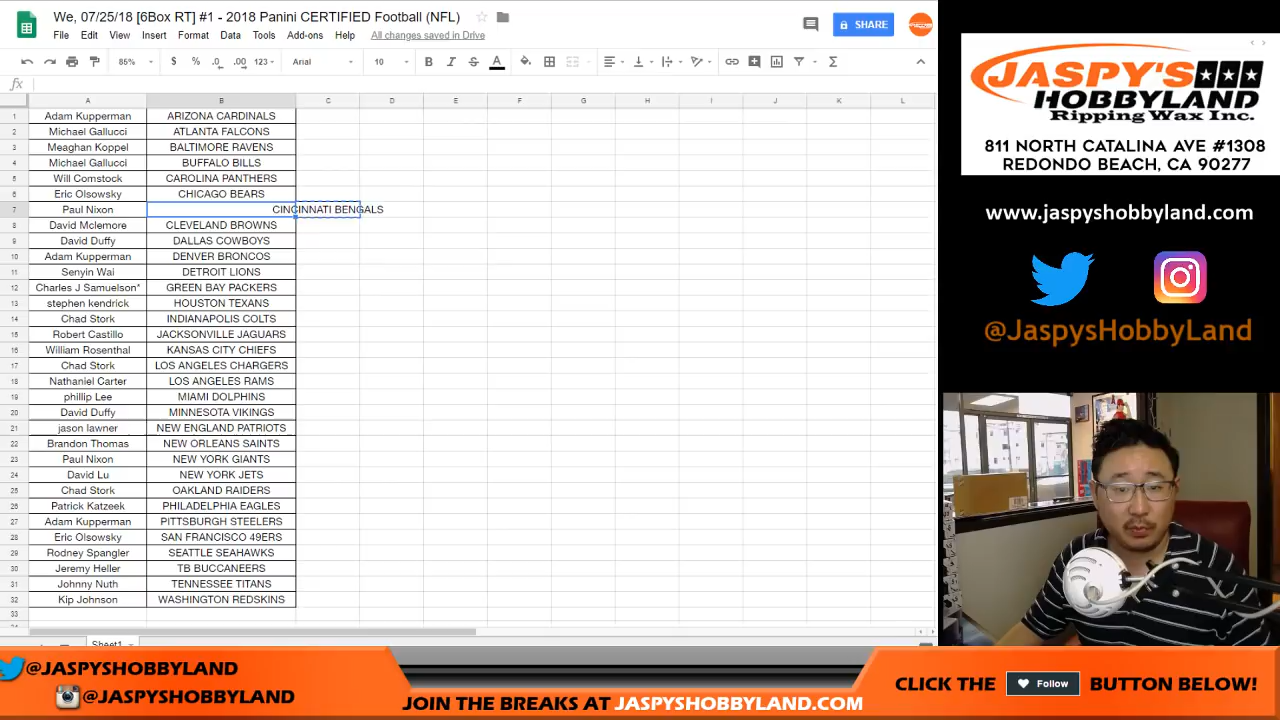 We, 07/25/18 [6Box RT] #1 - 2018 Panini CERTIFIED Football (NFL)
File Edit View Insert Format Data Tools Add-ons Help All changes saved in Drive
SHARE
85% $ % .0 .00 123 Arial 10 B I S A
fx
A B C D E F G H I J K L
1 Adam Kupperman ARIZONA CARDINALS
2 Michael Gallucci ATLANTA FALCONS
3 Meaghan Koppel BALTIMORE RAVENS
4 Michael Gallucci BUFFALO BILLS
5 Will Comstock CAROLINA PANTHERS
6 Eric Olsowsky CHICAGO BEARS
7 Paul Nixon CINCINNATI BENGALS
8 David Mclemore CLEVELAND BROWNS
9 David Duffy DALLAS COWBOYS
10 Adam Kupperman DENVER BRONCOS
11 Senyin Wai DETROIT LIONS
12 Charles J Samuelson* GREEN BAY PACKERS
13 stephen kendrick HOUSTON TEXANS
14 Chad Stork INDIANAPOLIS COLTS
15 Robert Castillo JACKSONVILLE JAGUARS
16 William Rosenthal KANSAS CITY CHIEFS
17 Chad Stork LOS ANGELES CHARGERS
18 Nathaniel Carter LOS ANGELES RAMS
19 phillip Lee MIAMI DOLPHINS
20 David Duffy MINNESOTA VIKINGS
21 jason lawner NEW ENGLAND PATRIOTS
22 Brandon Thomas NEW ORLEANS SAINTS
23 Paul Nixon NEW YORK GIANTS
24 David Lu NEW YORK JETS
25 Chad Stork OAKLAND RAIDERS
26 Patrick Katzeek PHILADELPHIA EAGLES
27 Adam Kupperman PITTSBURGH STEELERS
28 Eric Olsowsky SAN FRANCISCO 49ERS
29 Rodney Spangler SEATTLE SEAHAWKS
30 Jeremy Heller TB BUCCANEERS
31 Johnny Nuth TENNESSEE TITANS
32 Kip Johnson WASHINGTON REDSKINS
33
Sheet1
JASPY'S
HOBBYLAND
Ripping Wax Inc.
811 NORTH CATALINA AVE #1308
REDONDO BEACH, CA 90277
www.jaspyshobbyland.com
@JaspysHobbyLand
@JASPYSHOBBYLAND
@JASPYSHOBBYLAND
JOIN THE BREAKS AT JASPYSHOBBYLAND.COM
CLICK THE Follow BUTTON BELOW!